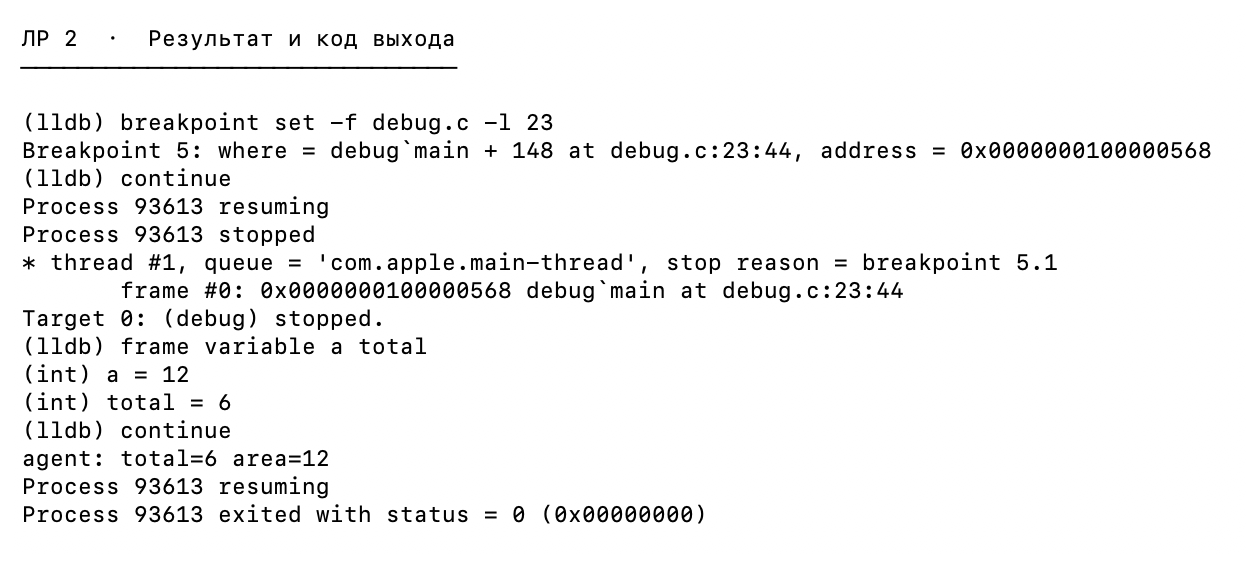 ЛР 2  ·  Результат и код выхода
(lldb) breakpoint set -f debug.c -l 23
Breakpoint 5: where = debug`main + 148 at debug.c:23:44, address = 0x0000000100000568
(lldb) continue
Process 93613 resuming
Process 93613 stopped
* thread #1, queue = 'com.apple.main-thread', stop reason = breakpoint 5.1
       frame #0: 0x0000000100000568 debug`main at debug.c:23:44
Target 0: (debug) stopped.
(lldb) frame variable a total
(int) a = 12
(int) total = 6
(lldb) continue
agent: total=6 area=12
Process 93613 resuming
Process 93613 exited with status = 0 (0x00000000)